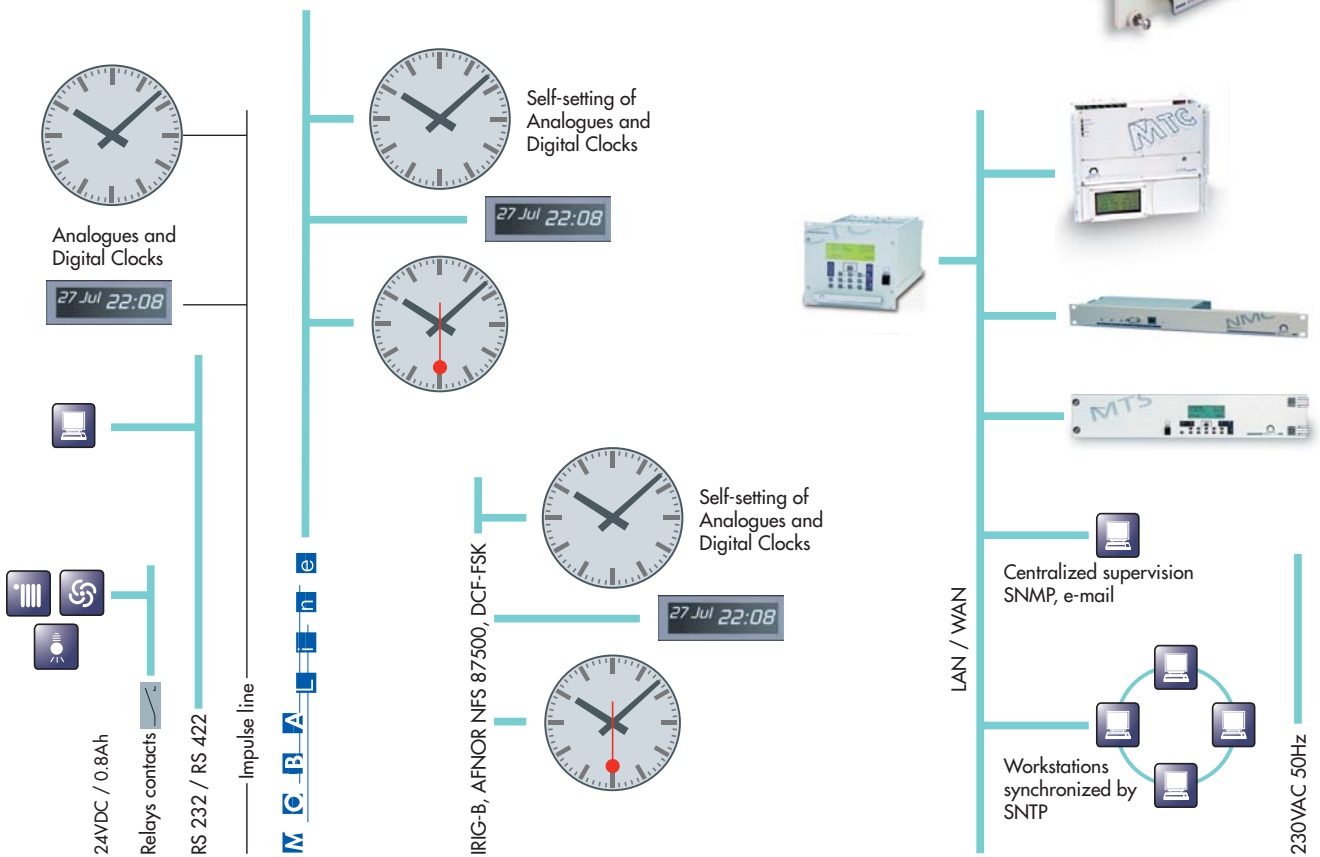 Analogues and
Digital Clocks
27 Jul 22:08
Self-setting of
Analogues and
Digital Clocks
27 Jul 22:08
Self-setting of
Analogues and
Digital Clocks
27 Jul 22:08
MTC
NMC
MTS
Centralized supervision
SNMP, e-mail
Workstations
synchronized by
SNTP
24VDC / 0.8Ah
Relays contacts
RS 232 / RS 422
Impulse line
MOBALine
IRIG-B, AFNOR NFS 87500, DCF-FSK
LAN / WAN
230VAC 50Hz